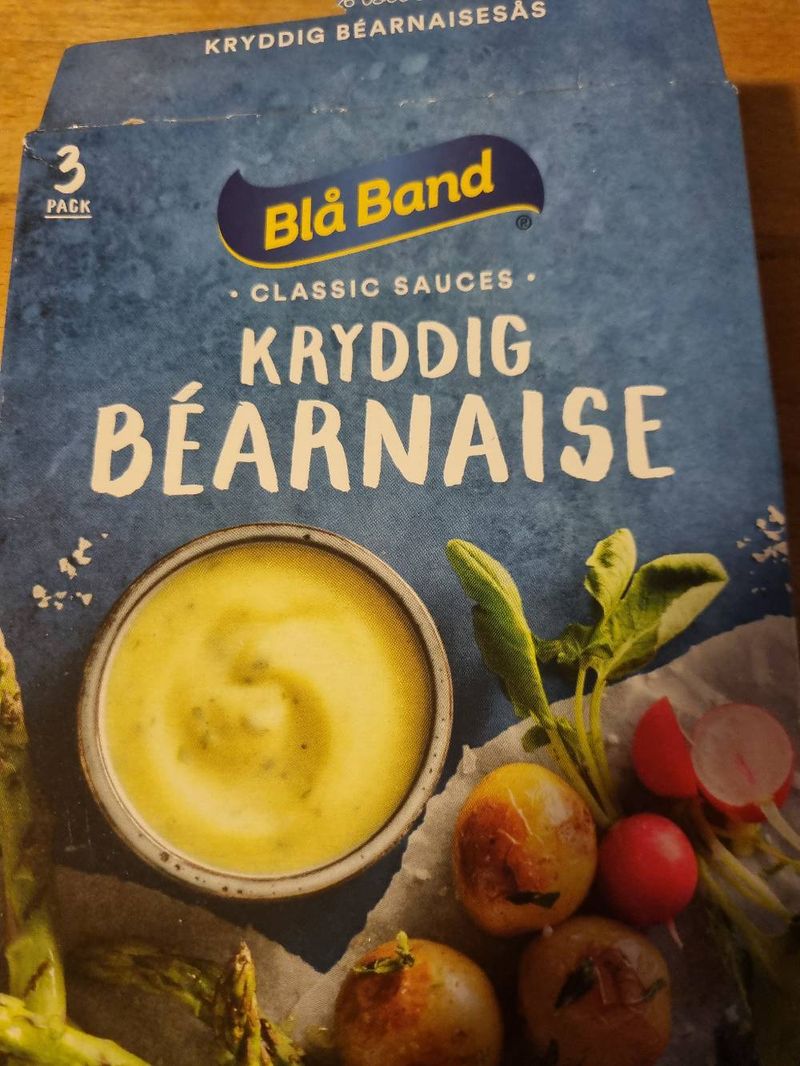 KRYDDIG BÉARNAISESÅS
3
PACK
Blå Band
®
• CLASSIC SAUCES •
KRYDDIG
BÉARNAISE